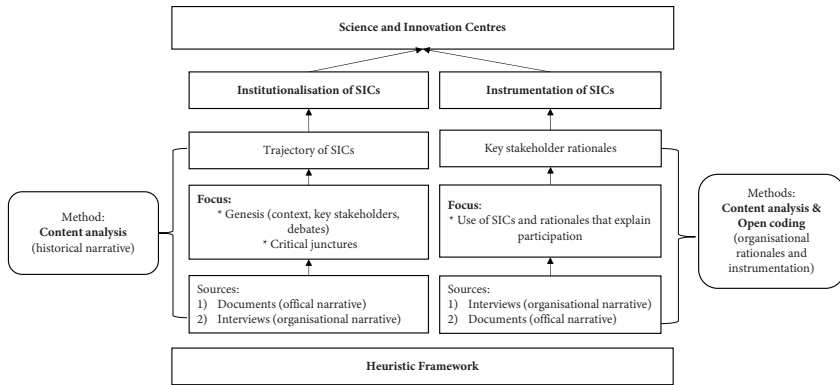 Science and Innovation Centres
Institutionalisation of SICs
Instrumentation of SICs
Trajectory of SICs
Key stakeholder rationales
Method:
Content analysis
(historical narrative)
Focus:
* Genesis (context, key stakeholders,
debates)
* Critical junctures
Focus:
* Use of SICs and rationales that explain
participation
Methods:
Content analysis &
Open coding
(organisational
rationales and
instrumentation)
Sources:
1) Documents (offical narrative)
2) Interviews (organisational narrative)
Sources:
1) Interviews (organisational narrative)
2) Documents (offical narrative)
Heuristic Framework